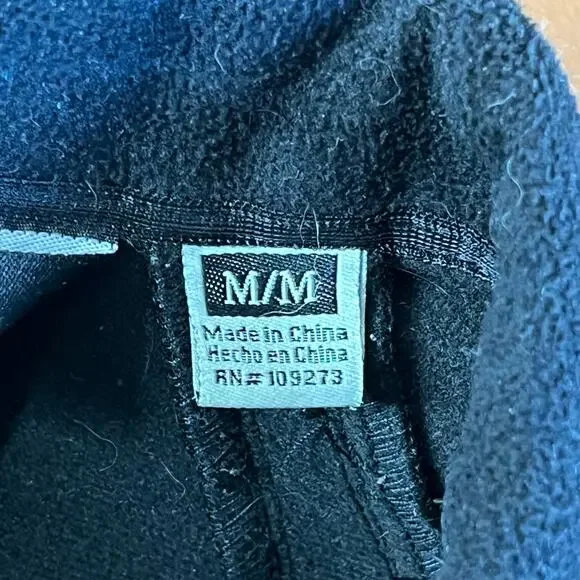 M/M
Made in China
Hecho en China
RN# 109273